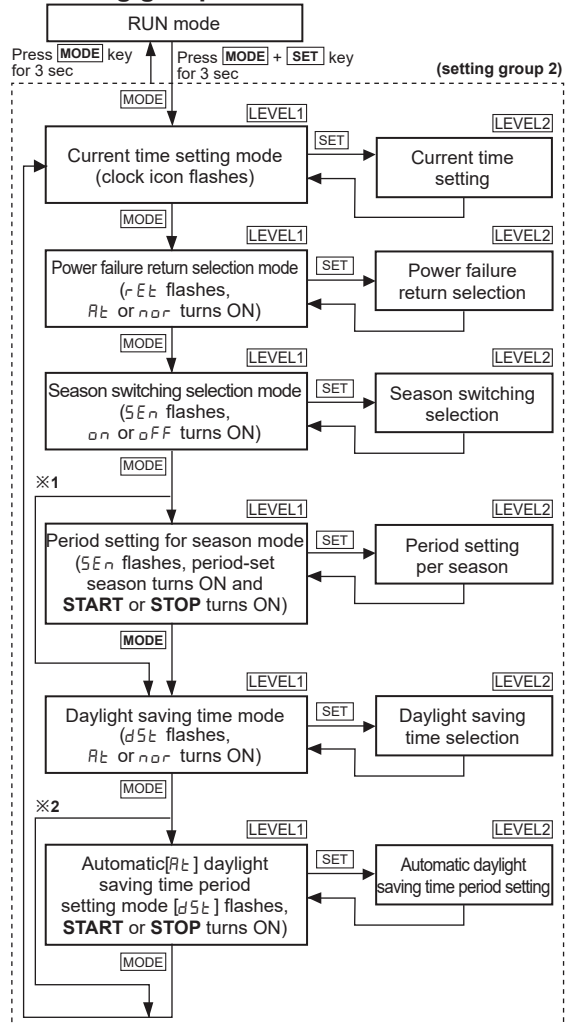 RUN mode
Press MODE key
for 3 sec
Press MODE + SET key
for 3 sec
(setting group 2)
MODE
LEVEL1
LEVEL2
Current time setting mode
(clock icon flashes)
SET
Current time
setting
MODE
LEVEL1
LEVEL2
Power failure return selection mode
(rEt flashes,
At or nor turns ON)
SET
Power failure
return selection
MODE
LEVEL1
LEVEL2
Season switching selection mode
(SEn flashes,
on or oFF turns ON)
SET
Season switching
selection
MODE
※1
LEVEL1
LEVEL2
Period setting for season mode
(SEn flashes, period-set
season turns ON and
START or STOP turns ON)
SET
Period setting
per season
MODE
LEVEL1
LEVEL2
Daylight saving time mode
(dSt flashes,
At or nor turns ON)
SET
Daylight saving
time selection
MODE
※2
LEVEL1
LEVEL2
Automatic[At] daylight
saving time period
setting mode [dSt] flashes,
START or STOP turns ON)
SET
Automatic daylight
saving time period setting
MODE